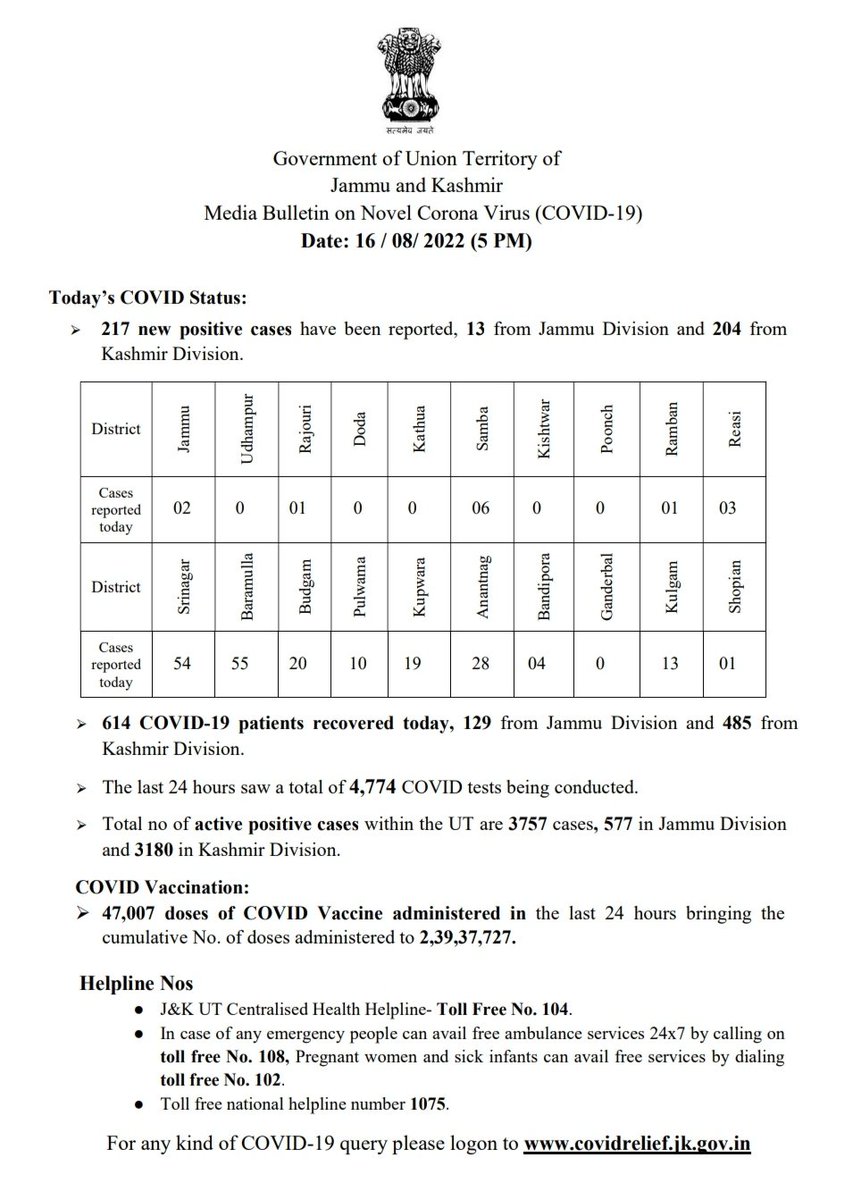 सत्यमेव जयते
Government of Union Territory of
Jammu and Kashmir
Media Bulletin on Novel Corona Virus (COVID-19)
Date: 16 / 08/ 2022 (5 PM)
Today’s COVID Status:
➢ 217 new positive cases have been reported, 13 from Jammu Division and 204 from
Kashmir Division.
District Jammu Udhampur Rajouri Doda Kathua Samba Kishtwar Poonch Ramban Reasi
Cases reported today 02 0 01 0 0 06 0 0 01 03
District Srinagar Baramulla Budgam Pulwama Kupwara Anantnag Bandipora Ganderbal Kulgam Shopian
Cases reported today 54 55 20 10 19 28 04 0 13 01
➢ 614 COVID-19 patients recovered today, 129 from Jammu Division and 485 from
Kashmir Division.
➢ The last 24 hours saw a total of 4,774 COVID tests being conducted.
➢ Total no of active positive cases within the UT are 3757 cases, 577 in Jammu Division
and 3180 in Kashmir Division.
COVID Vaccination:
➢ 47,007 doses of COVID Vaccine administered in the last 24 hours bringing the
cumulative No. of doses administered to 2,39,37,727.
Helpline Nos
● J&K UT Centralised Health Helpline- Toll Free No. 104.
● In case of any emergency people can avail free ambulance services 24x7 by calling on
toll free No. 108, Pregnant women and sick infants can avail free services by dialing
toll free No. 102.
● Toll free national helpline number 1075.
For any kind of COVID-19 query please logon to www.covidrelief.jk.gov.in